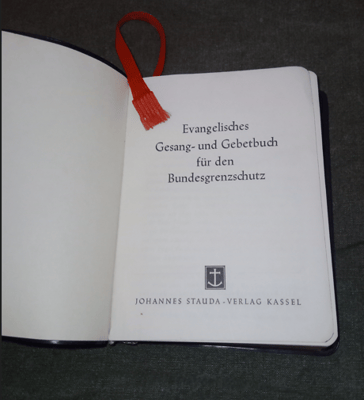 Evangelisches
Gesang- und Gebetbuch
für den
Bundesgrenzschutz
JOHANNES STAUDA-VERLAG KASSEL